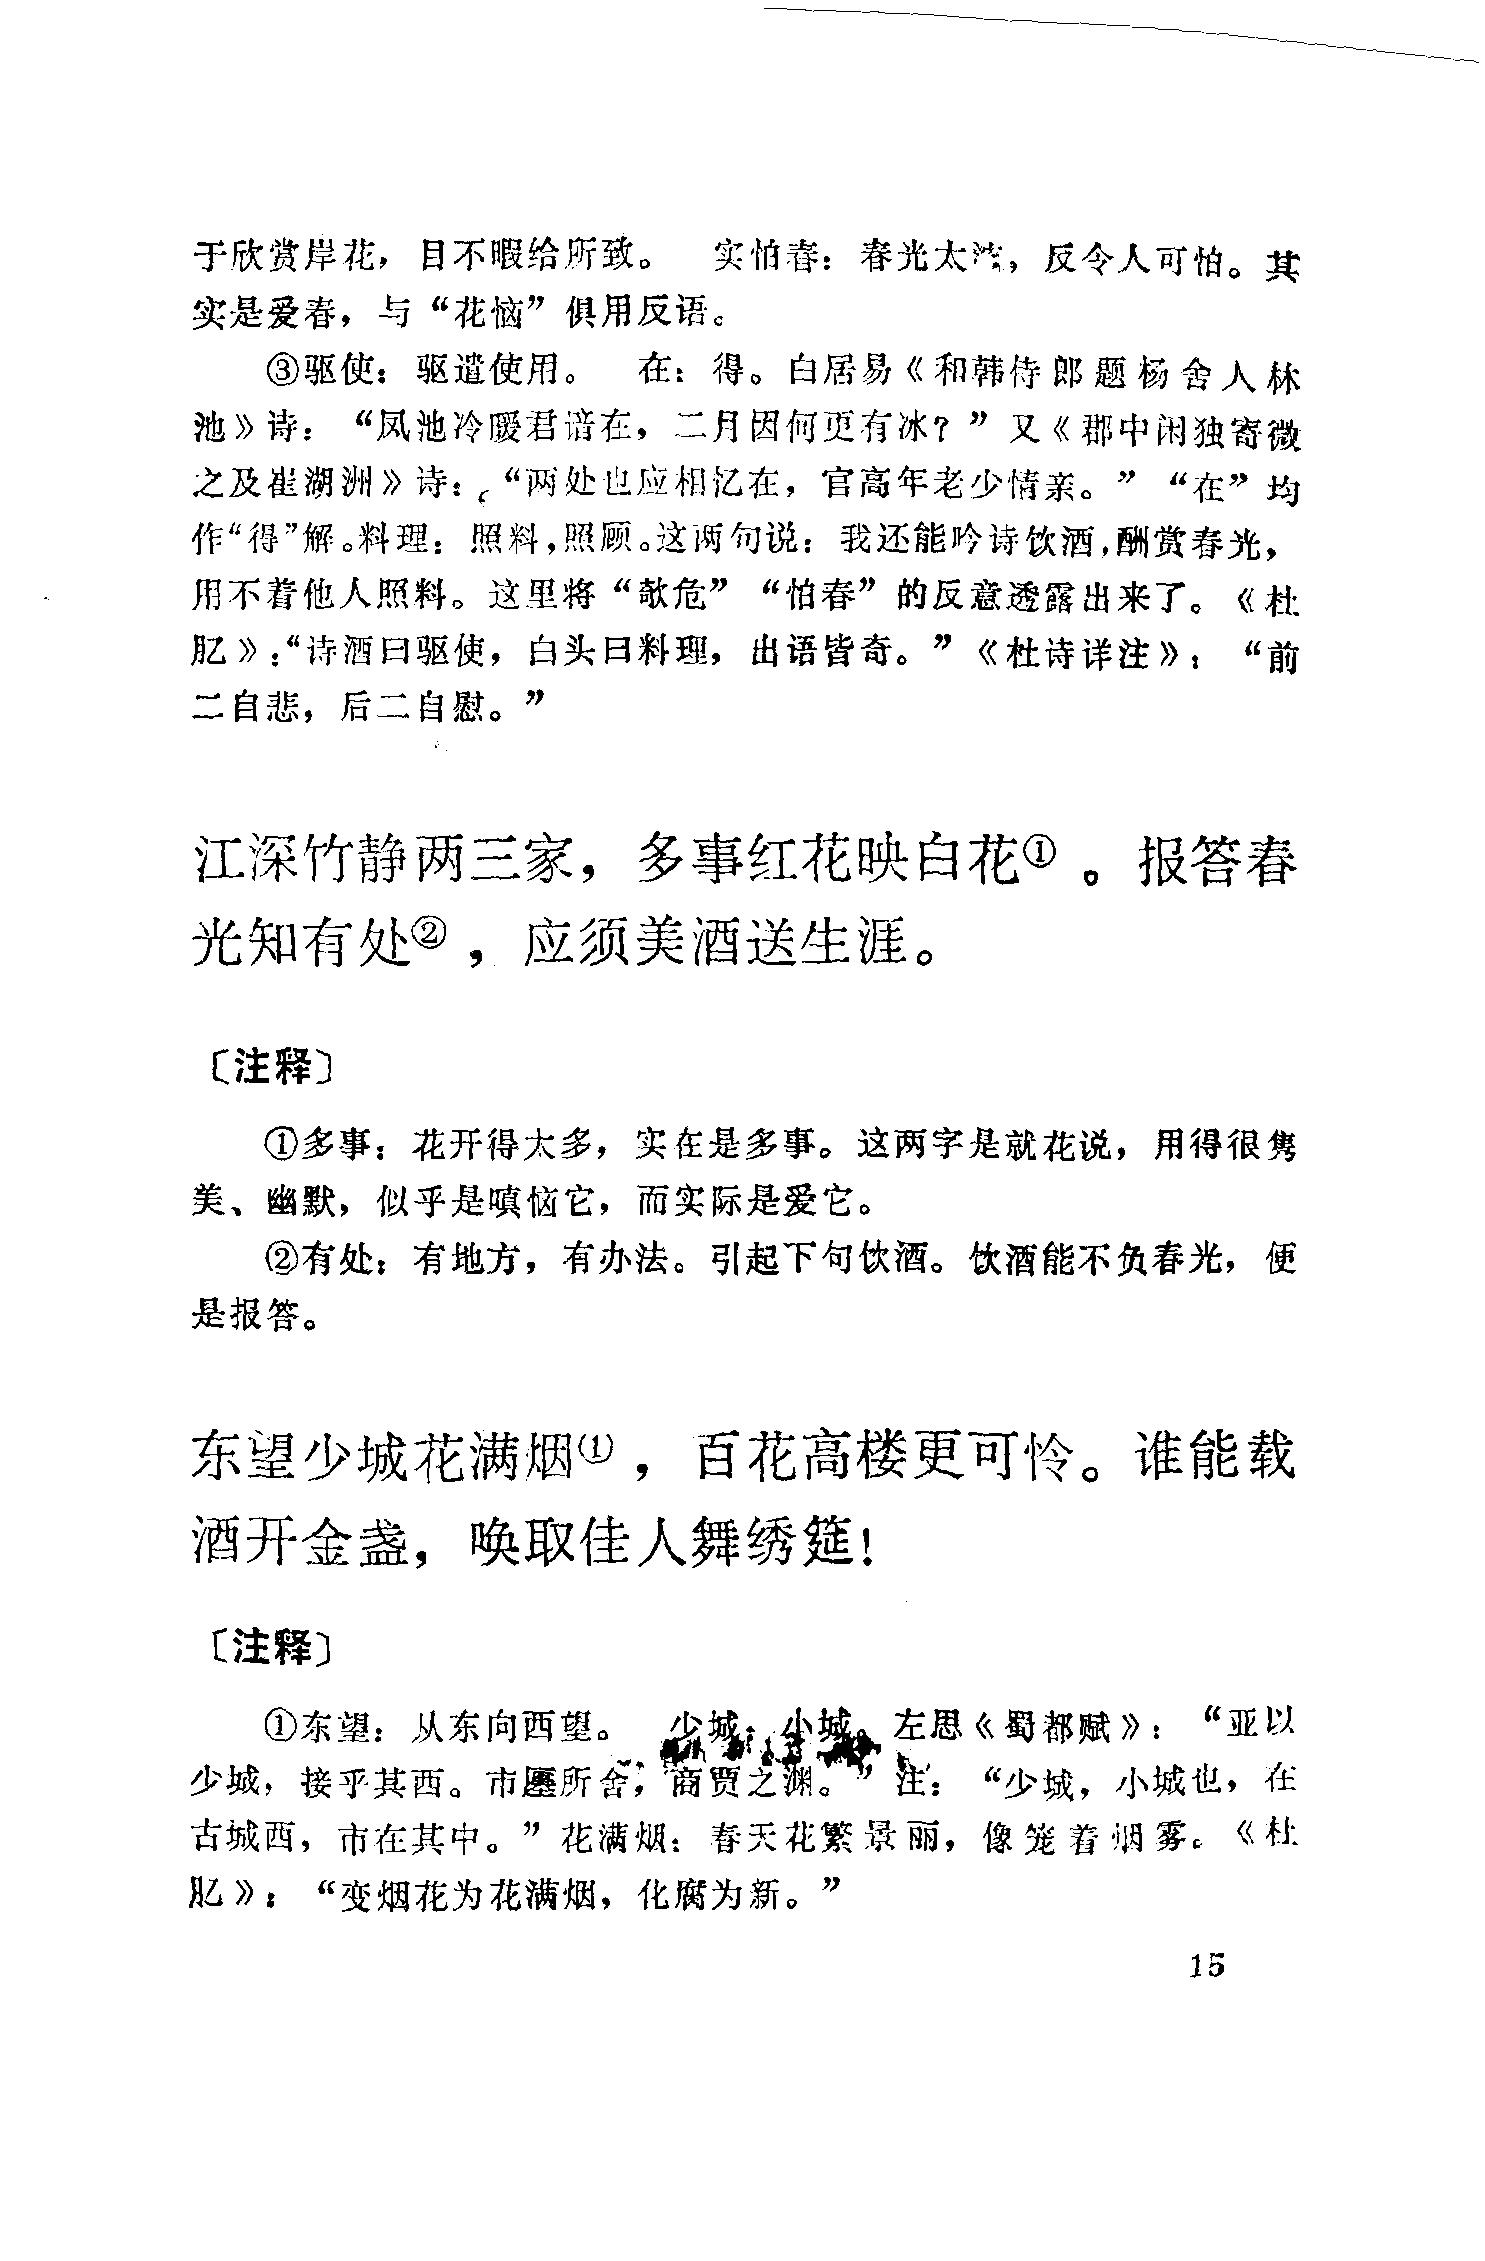 于欣赏岸花，目不暇给所致。　实怕春：春光太，反令人可怕。其
实是爱春，与“花恼”俱用反语。
③驱使：驱遣使用。　在：得。白居易《和韩侍郎题杨舍人林
池》诗：“凤池冷暖君谙在，二月因何更有冰？”又《郡中闲独寄微
之及崔湖洲》诗：“两处也应相忆在，官高年老少情亲。”“在”均
作“得”解。料理：照料，照顾。这两句说：我还能吟诗饮酒，酬赏春光，
用不着他人照料。这里将“欹危”“怕春”的反意透露出来了。《杜
肊》：“诗酒曰驱使，白头曰料理，出语皆奇。”《杜诗详注》：“前
二自悲，后二自慰。”
江深竹静两三家，多事红花映白花①。报答春
光知有处②，应须美酒送生涯。
〔注释〕
①多事：花开得太多，实在是多事。这两字是就花说，用得很隽
美、幽默，似乎是嗔恼它，而实际是爱它。
②有处：有地方，有办法。引起下句饮酒。饮酒能不负春光，便
是报答。
东望少城花满烟①，百花高楼更可怜。谁能载
酒开金盏，唤取佳人舞绣筵！
〔注释〕
①东望：从东向西望。　少城：小城。左思《蜀都赋》：“亚以
少城，接乎其西。市廛所舍，商贾之渊。”注：“少城，小城也，在
古城西，市在其中。”花满烟：春天花繁景丽，像笼着烟雾。《杜
肊》：“变烟花为花满烟，化腐为新。”
15